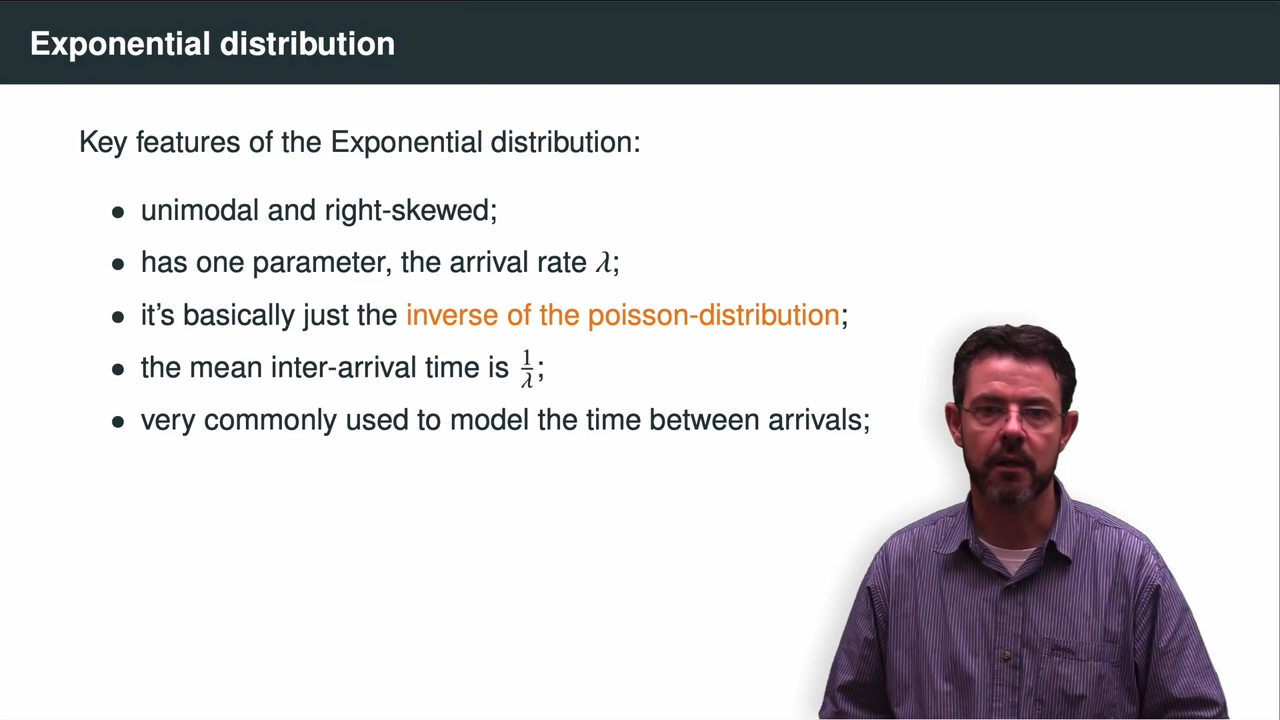 Exponential distribution
Key features of the Exponential distribution:
• unimodal and right-skewed;
• has one parameter, the arrival rate λ;
• it’s basically just the inverse of the poisson-distribution;
• the mean inter-arrival time is 1/λ;
• very commonly used to model the time between arrivals;